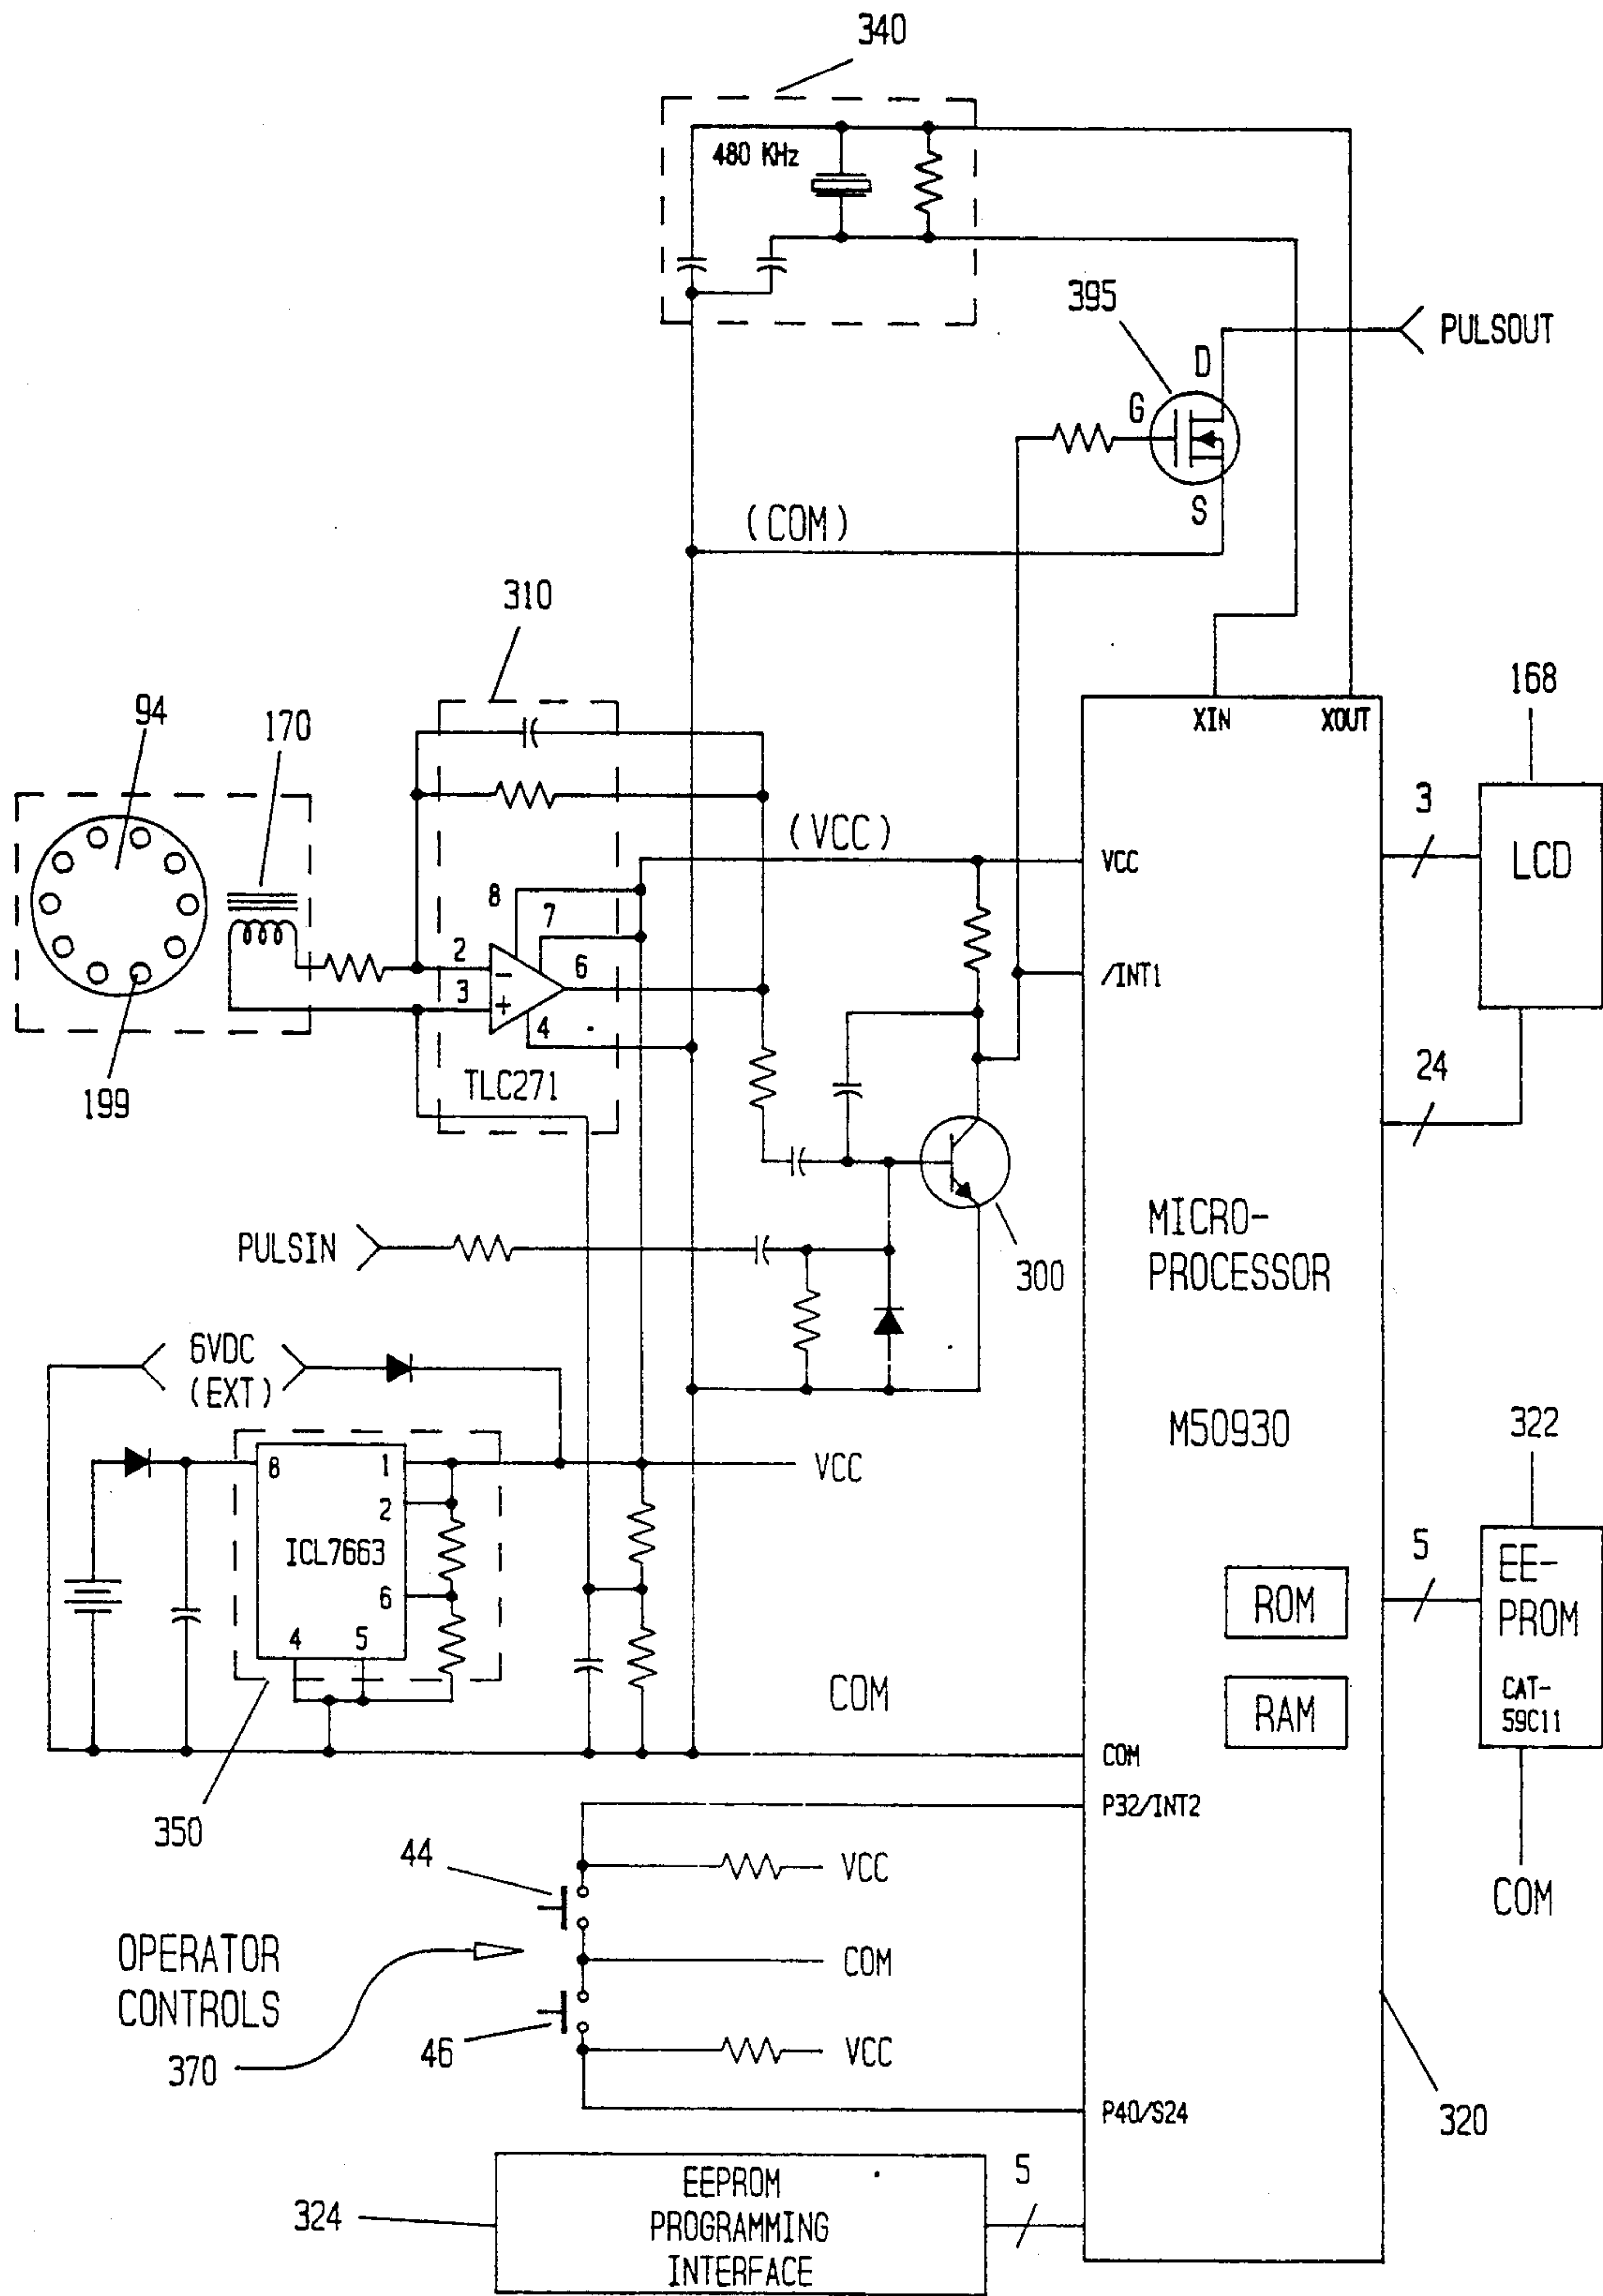 340
480 KHz
395
PULSOUT
D
G
S
(COM)
310
94
170
XIN
XOUT
168
3
LCD
(VCC)
VCC
8
7
2
6
3
4
/INT1
199
TLC271
24
MICRO-
PROCESSOR
PULSIN
300
6VDC
(EXT)
M50930
322
8
1
VCC
2
ICL7663
5
EE-
PROM
6
ROM
4
5
CAT-
59C11
COM
RAM
COM
350
P32/INT2
44
VCC
COM
OPERATOR
CONTROLS
COM
46
VCC
370
P40/S24
320
EEPROM
PROGRAMMING
INTERFACE
5
324